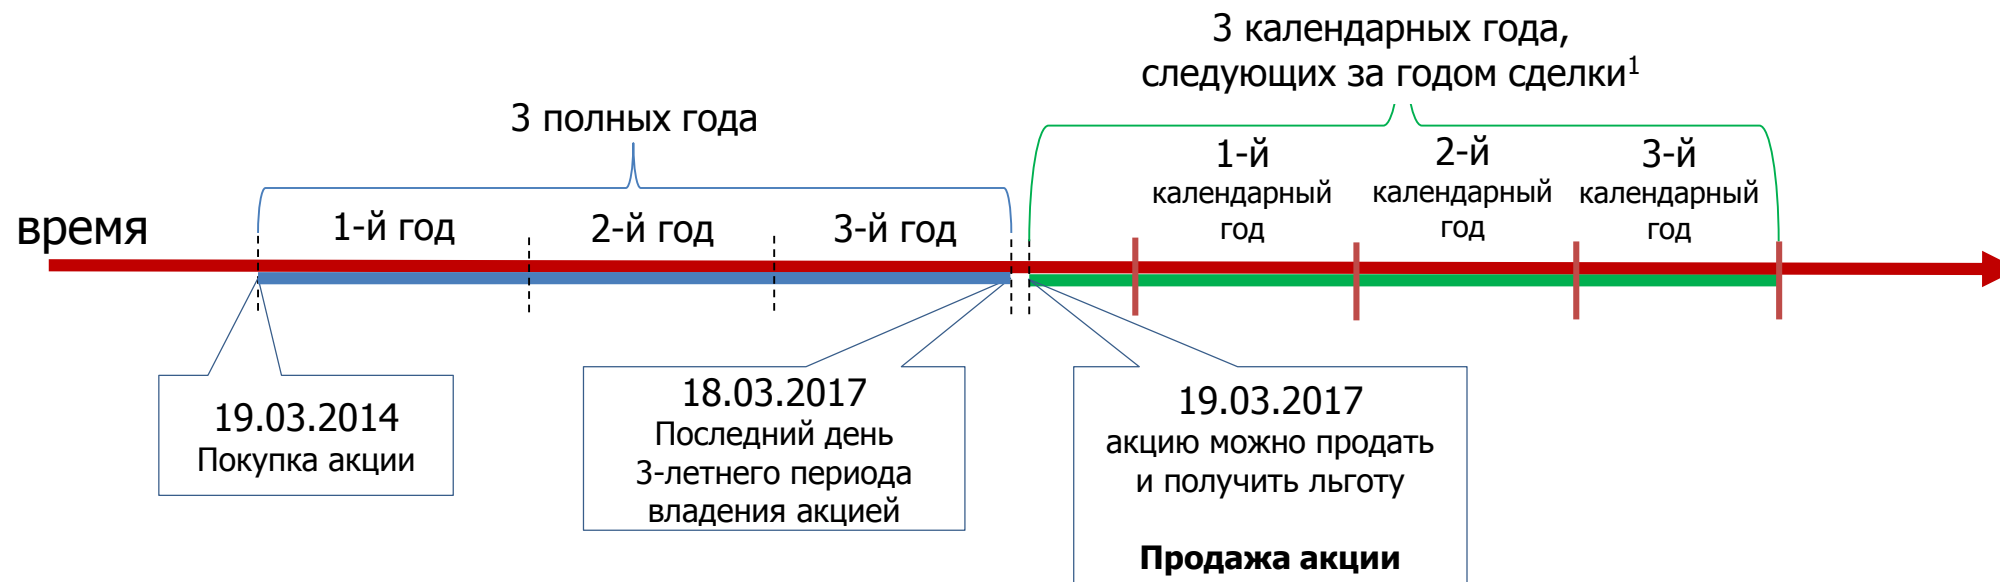 3 календарных года,
следующих за годом сделки¹
3 полных года
1-й
календарный
год
2-й
календарный
год
3-й
календарный
год
время
1-й год
2-й год
3-й год
19.03.2014
Покупка акции
18.03.2017
Последний день
3-летнего периода
владения акцией
19.03.2017
акцию можно продать
и получить льготу
Продажа акции